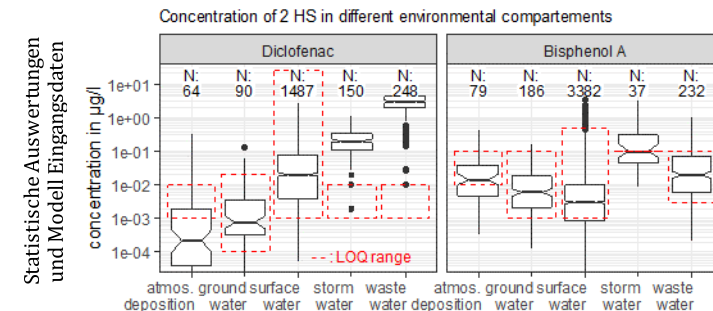 Concentration of 2 HS in different environmental compartements
Statistische Auswertungen
und Modell Eingangsdaten
concentration in µg/l
Diclofenac
Bisphenol A
N: N: N: N: N:
64 90 1487 150 248
N: N: N: N: N:
79 186 3382 37 232
1e+01
1e+00
1e-01
1e-02
1e-03
1e-04
--: LOQ range
atmos. ground surface storm waste
deposition water water water water
atmos. ground surface storm waste
deposition water water water water